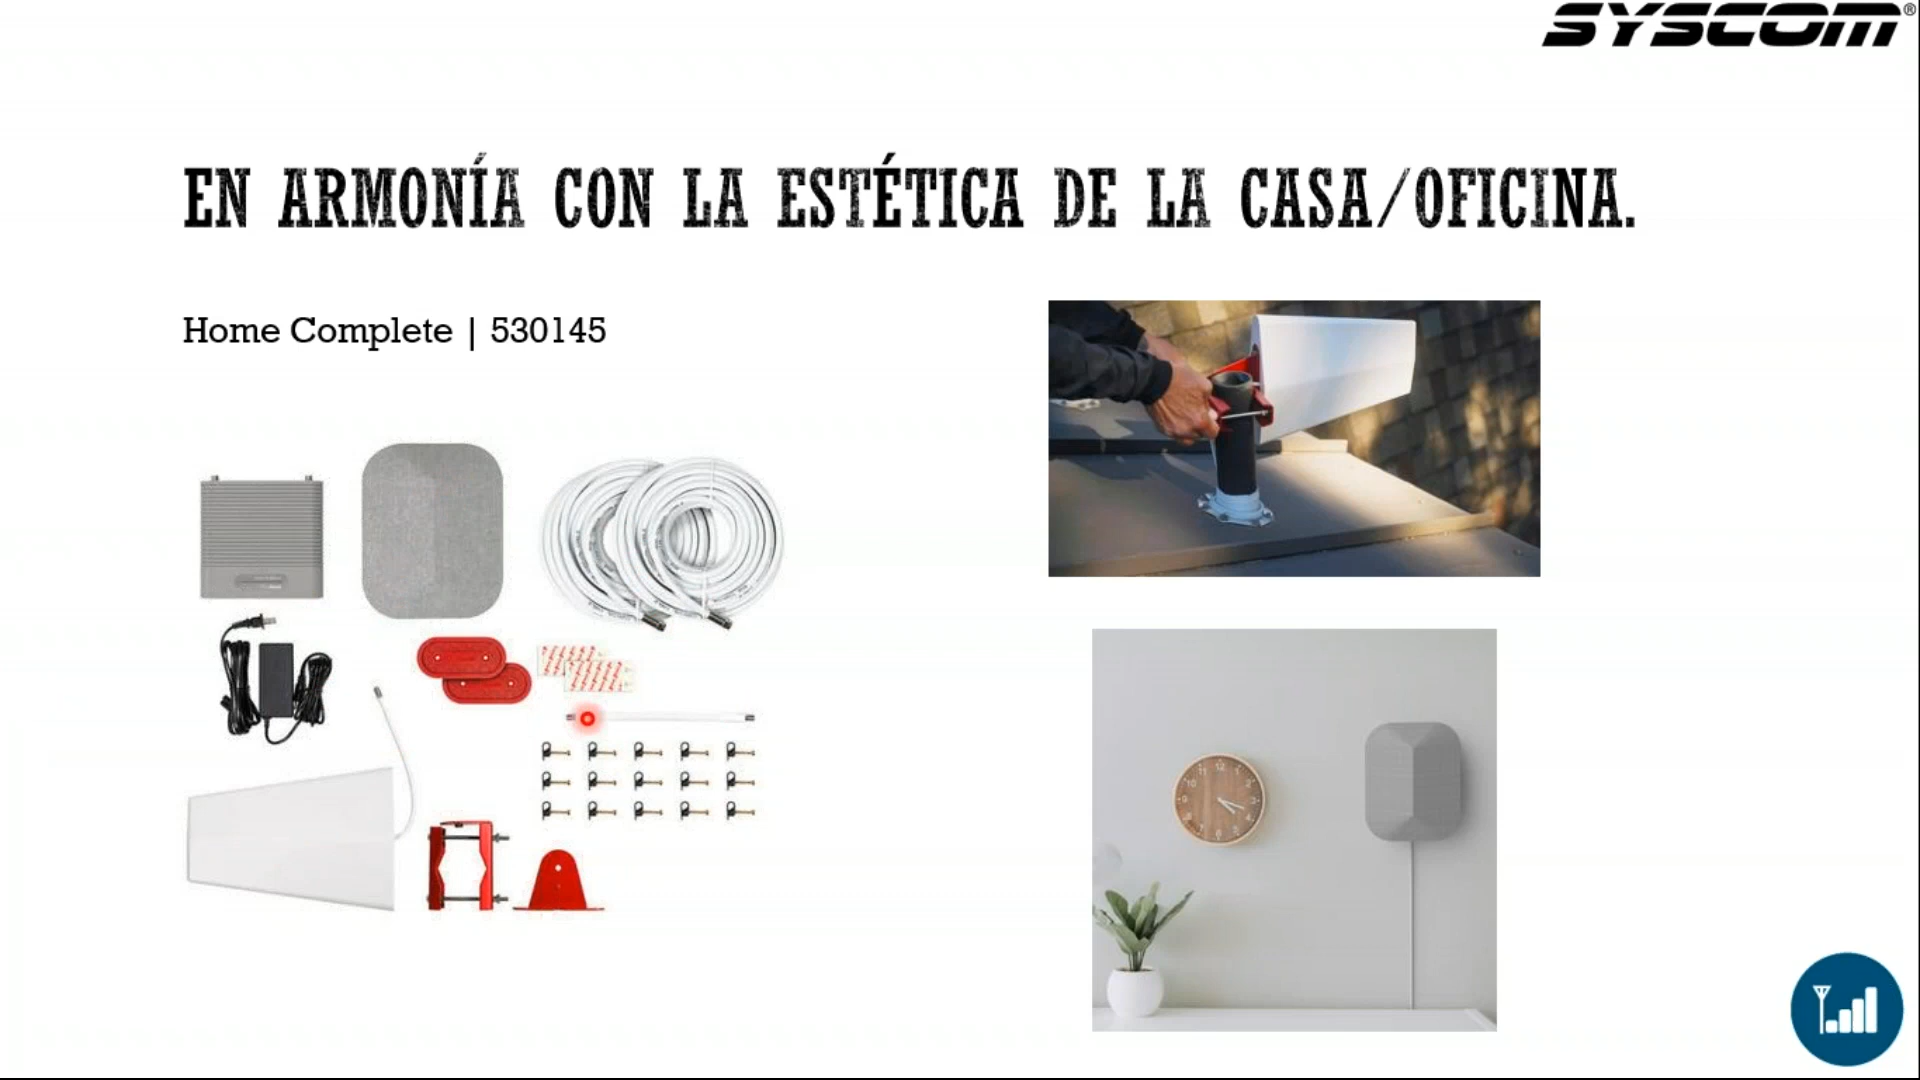 SYSCOM®
EN ARMONÍA CON LA ESTÉTICA DE LA CASA/OFICINA.
Home Complete | 530145